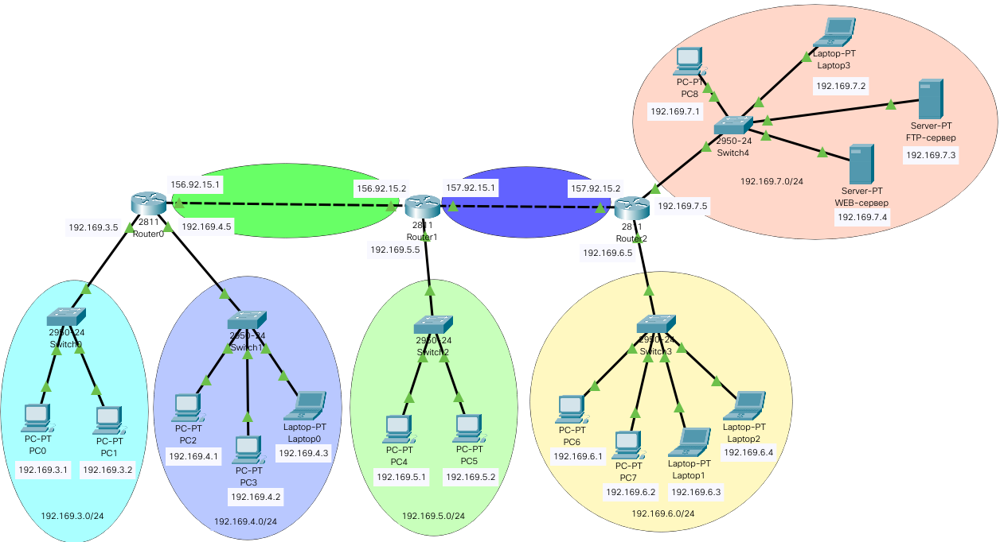 Laptop-PT
Laptop3
192.169.7.2
PC-PT
PC8
192.169.7.1
2950-24
Switch4
Server-PT
FTP-сервер
192.169.7.3
192.169.7.0/24
Server-PT
WEB-сервер
192.169.7.4
156.92.15.1
156.92.15.2
157.92.15.1
157.92.15.2
192.169.7.5
2811
Router0
192.169.3.5
192.169.4.5
2811
Router1
192.169.5.5
2811
Router2
192.169.6.5
2950-24
Switch0
PC-PT
PC0
192.169.3.1
PC-PT
PC1
192.169.3.2
192.169.3.0/24
2950-24
Switch1
PC-PT
PC2
192.169.4.1
PC-PT
PC3
192.169.4.2
Laptop-PT
Laptop0
192.169.4.3
192.169.4.0/24
2950-24
Switch2
PC-PT
PC4
192.169.5.1
PC-PT
PC5
192.169.5.2
192.169.5.0/24
2950-24
Switch3
PC-PT
PC6
192.169.6.1
PC-PT
PC7
192.169.6.2
Laptop-PT
Laptop1
192.169.6.3
Laptop-PT
Laptop2
192.169.6.4
192.169.6.0/24